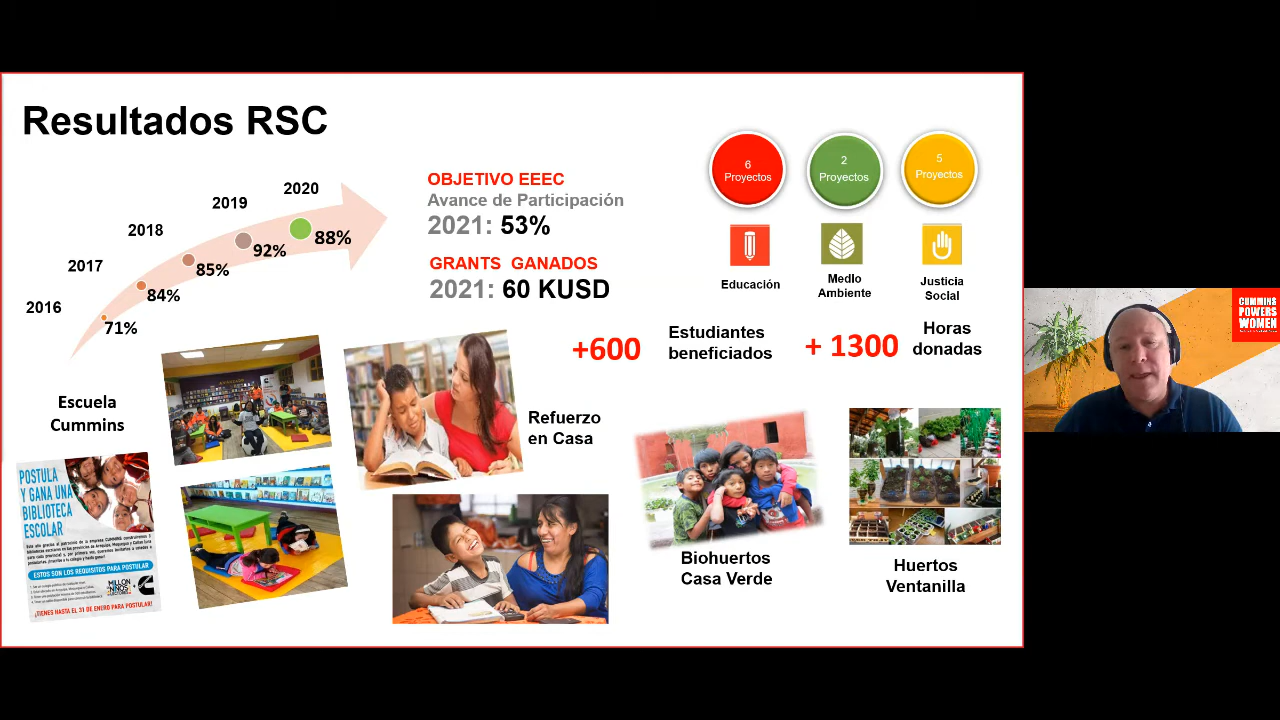 Resultados RSC
2016
71%
2017
84%
2018
85%
2019
92%
2020
88%
OBJETIVO EEEC
Avance de Participación
2021: 53%
GRANTS GANADOS
2021: 60 KUSD
6
Proyectos
2
Proyectos
5
Proyectos
Educación
Medio
Ambiente
Justicia
Social
+600
Estudiantes
beneficiados
+ 1300
Horas
donadas
Escuela
Cummins
POSTULA
Y GANA UNA
BIBLIOTECA
ESCOLAR
ESTOS SON LOS REQUISITOS PARA POSTULAR
¡TIENES HASTA EL 31 DE ENERO PARA POSTULAR!
Refuerzo
en Casa
Biohuertos
Casa Verde
Huertos
Ventanilla
CUMMINS
POWERS
WOMEN